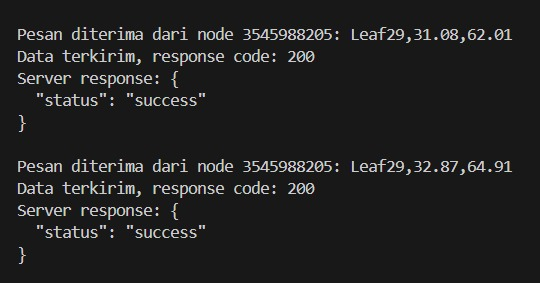 Pesan diterima dari node 3545988205: Leaf29,31.08,62.01
Data terkirim, response code: 200
Server response: {
  "status": "success"
}

Pesan diterima dari node 3545988205: Leaf29,32.87,64.91
Data terkirim, response code: 200
Server response: {
  "status": "success"
}